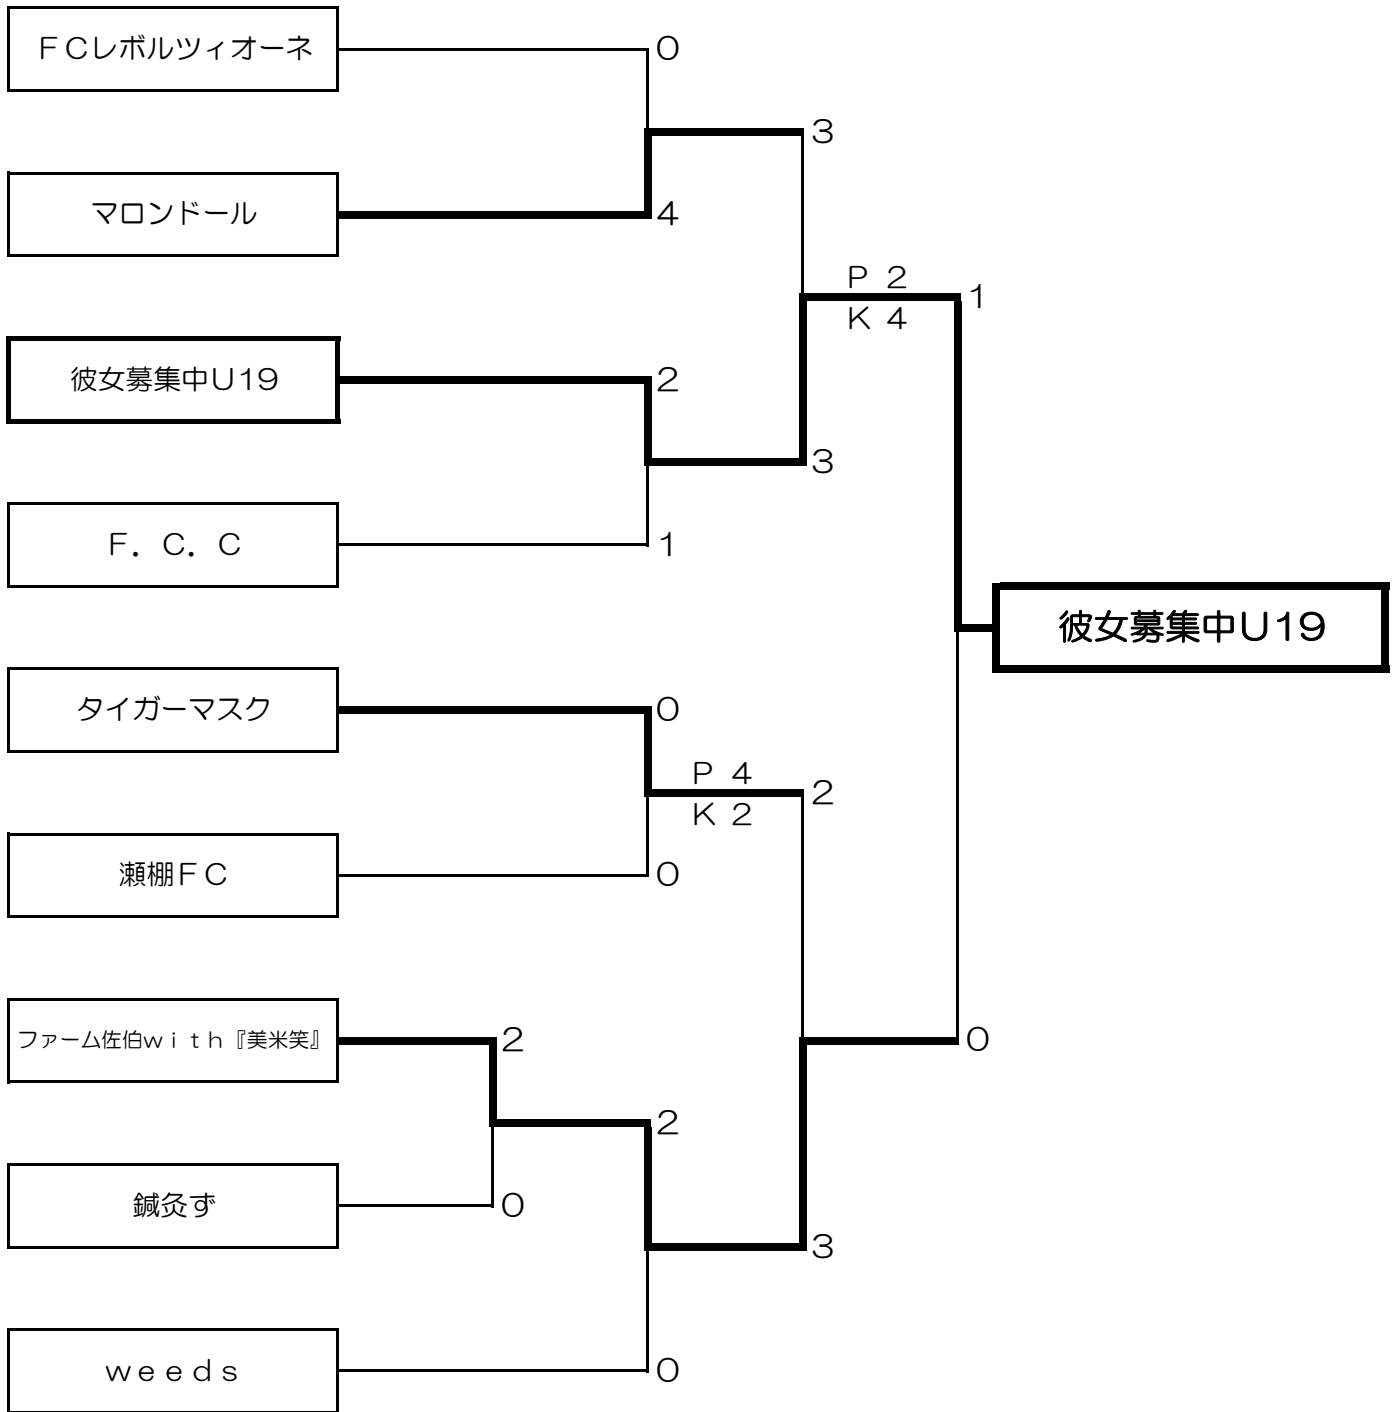 ＦＣレボルツィオーネ
0
3
マロンドール
4
Ｐ 2
Ｋ 4
1
彼女募集中Ｕ19
2
3
Ｆ．Ｃ．Ｃ
1
彼女募集中Ｕ19
タイガーマスク
0
Ｐ 4
Ｋ 2
2
瀬棚ＦＣ
0
ファーム佐伯ｗｉｔｈ『美米笑』
2
0
2
鍼灸ず
0
3
ｗｅｅｄｓ
0